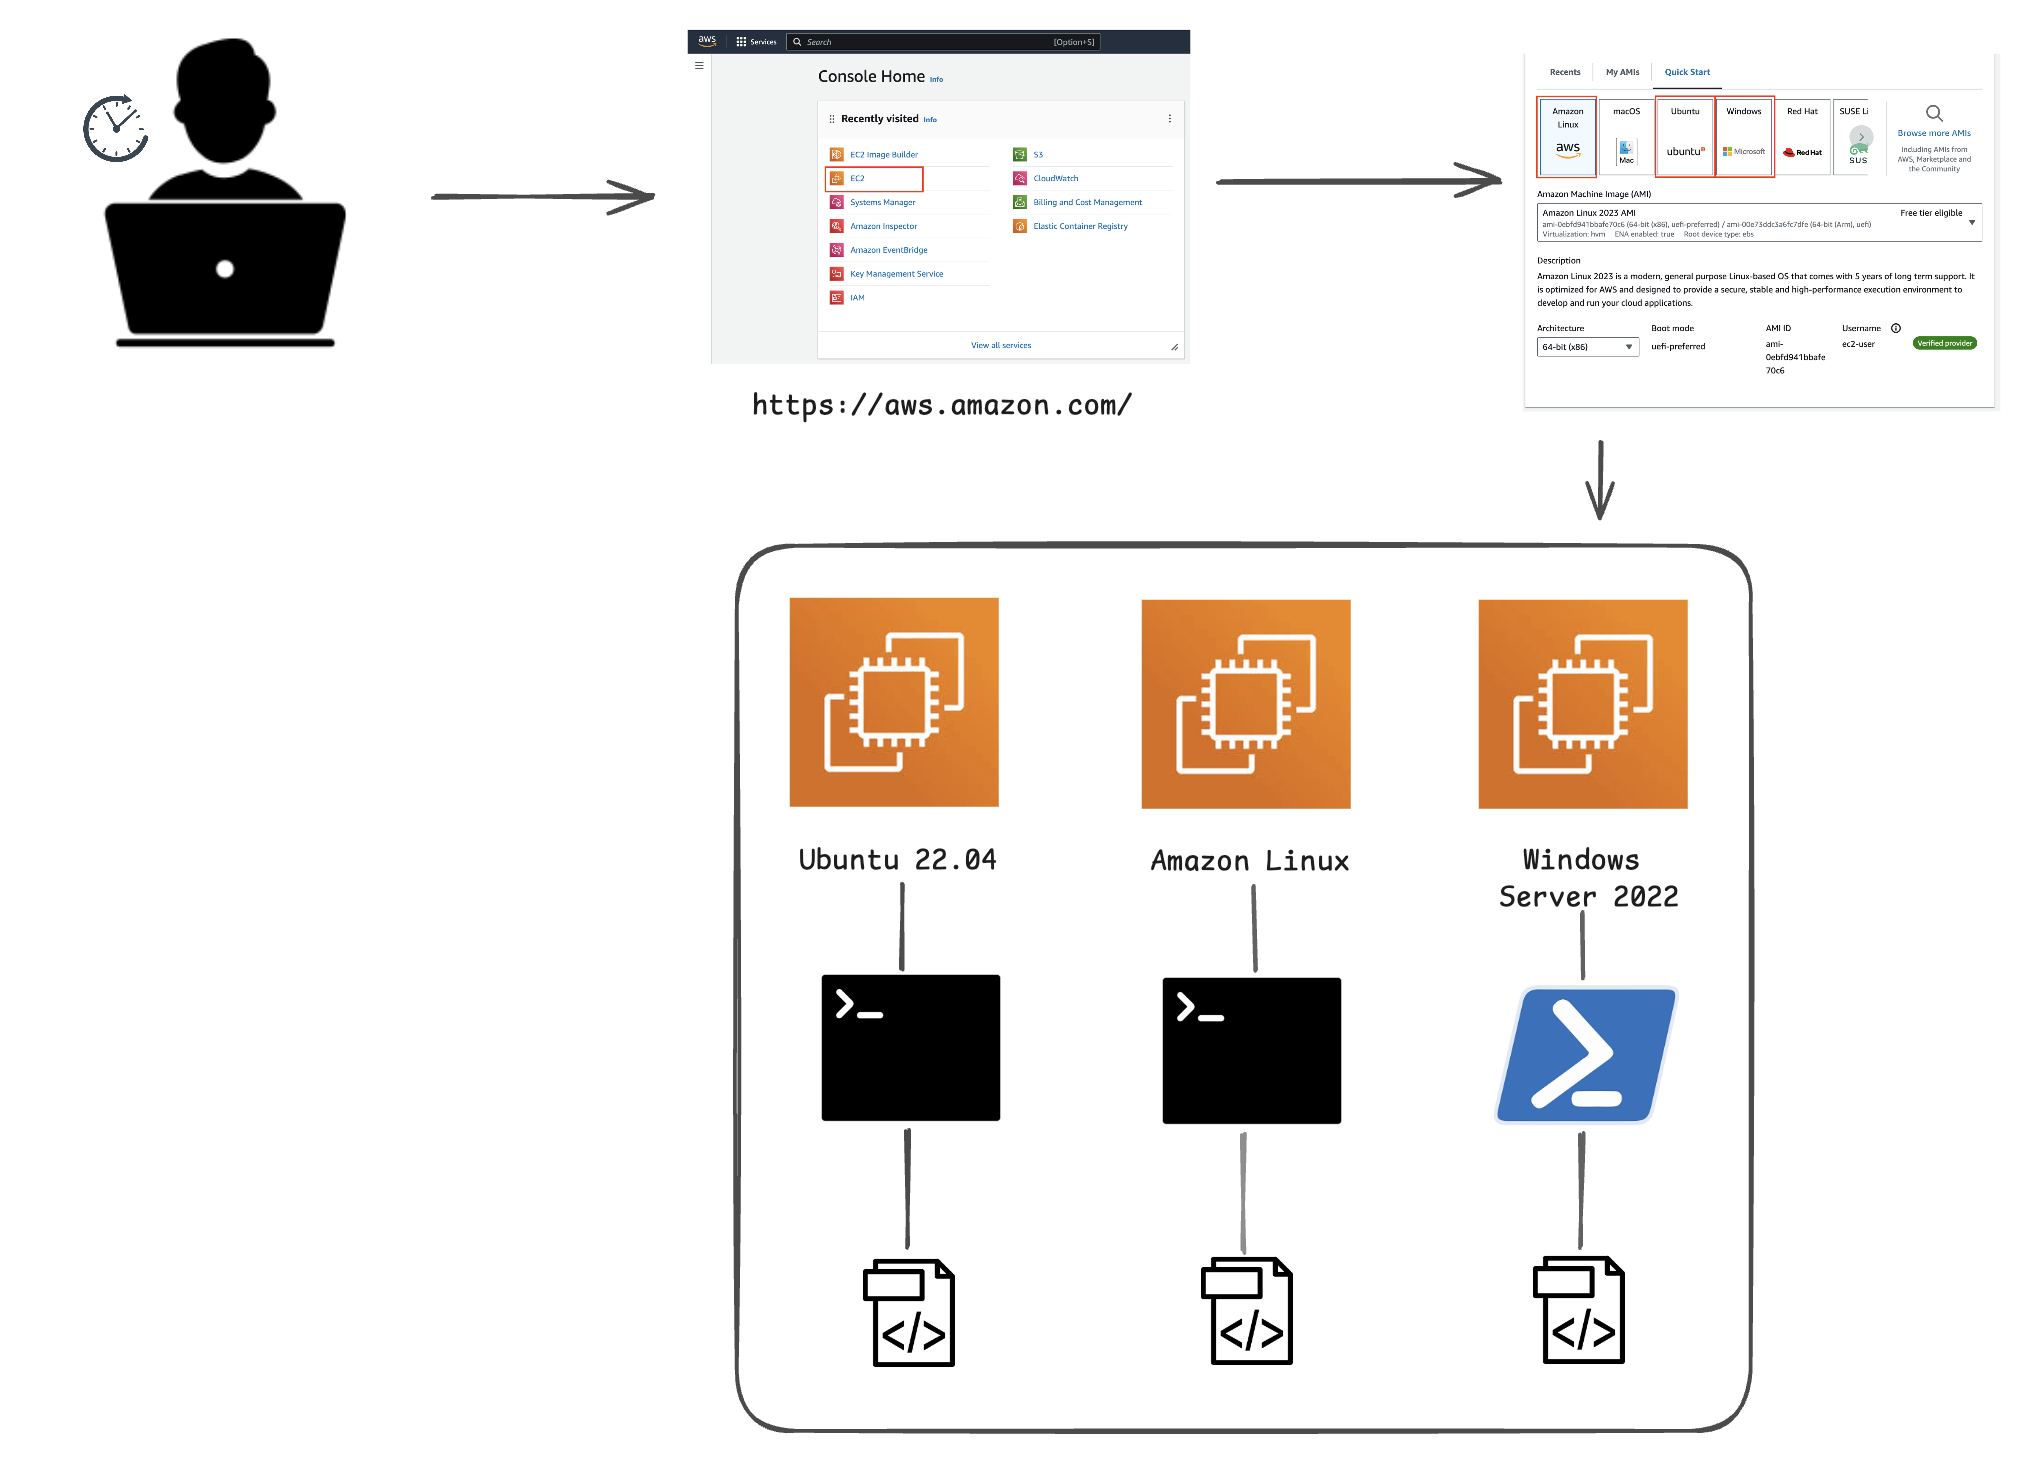 aws Services Search [Option+S]
Console Home Info
Recently visited Info
EC2 Image Builder
EC2
Systems Manager
Amazon Inspector
Amazon EventBridge
Key Management Service
IAM
S3
CloudWatch
Billing and Cost Management
Elastic Container Registry
View all services
https://aws.amazon.com/
Recents My AMIs Quick Start
Amazon
Linux
aws
macOS
Mac
Ubuntu
ubuntu
Windows
Microsoft
Red Hat
Red Hat
SUSE Li
SUS
Browse more AMIs
Including AMIs from
AWS, Marketplace and
the Community
Amazon Machine Image (AMI)
Amazon Linux 2023 AMI Free tier eligible
ami-0ebfd941bbafe70c6 (64-bit (x86), uefi-preferred) / ami-00e73ddc3a6fc7dfe (64-bit (Arm), uefi)
Virtualization: hvm ENA enabled: true Root device type: ebs
Description
Amazon Linux 2023 is a modern, general purpose Linux-based OS that comes with 5 years of long term support. It
is optimized for AWS and designed to provide a secure, stable and high-performance execution environment to
develop and run your cloud applications.
Architecture
64-bit (x86)
Boot mode
uefi-preferred
AMI ID
ami-
0ebfd941bbafe
70c6
Username
ec2-user
Verified provider
Ubuntu 22.04
Amazon Linux
Windows
Server 2022
>_
>_
</>
</>
</>